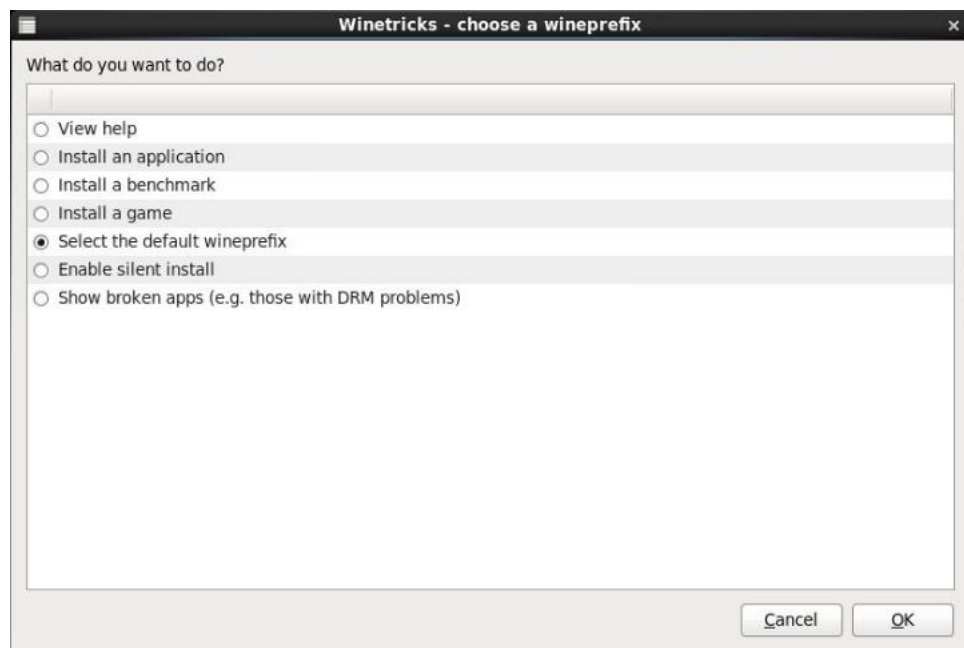 Winetricks - choose a wineprefix
What do you want to do?
View help
Install an application
Install a benchmark
Install a game
Select the default wineprefix
Enable silent install
Show broken apps (e.g. those with DRM problems)
Cancel OK